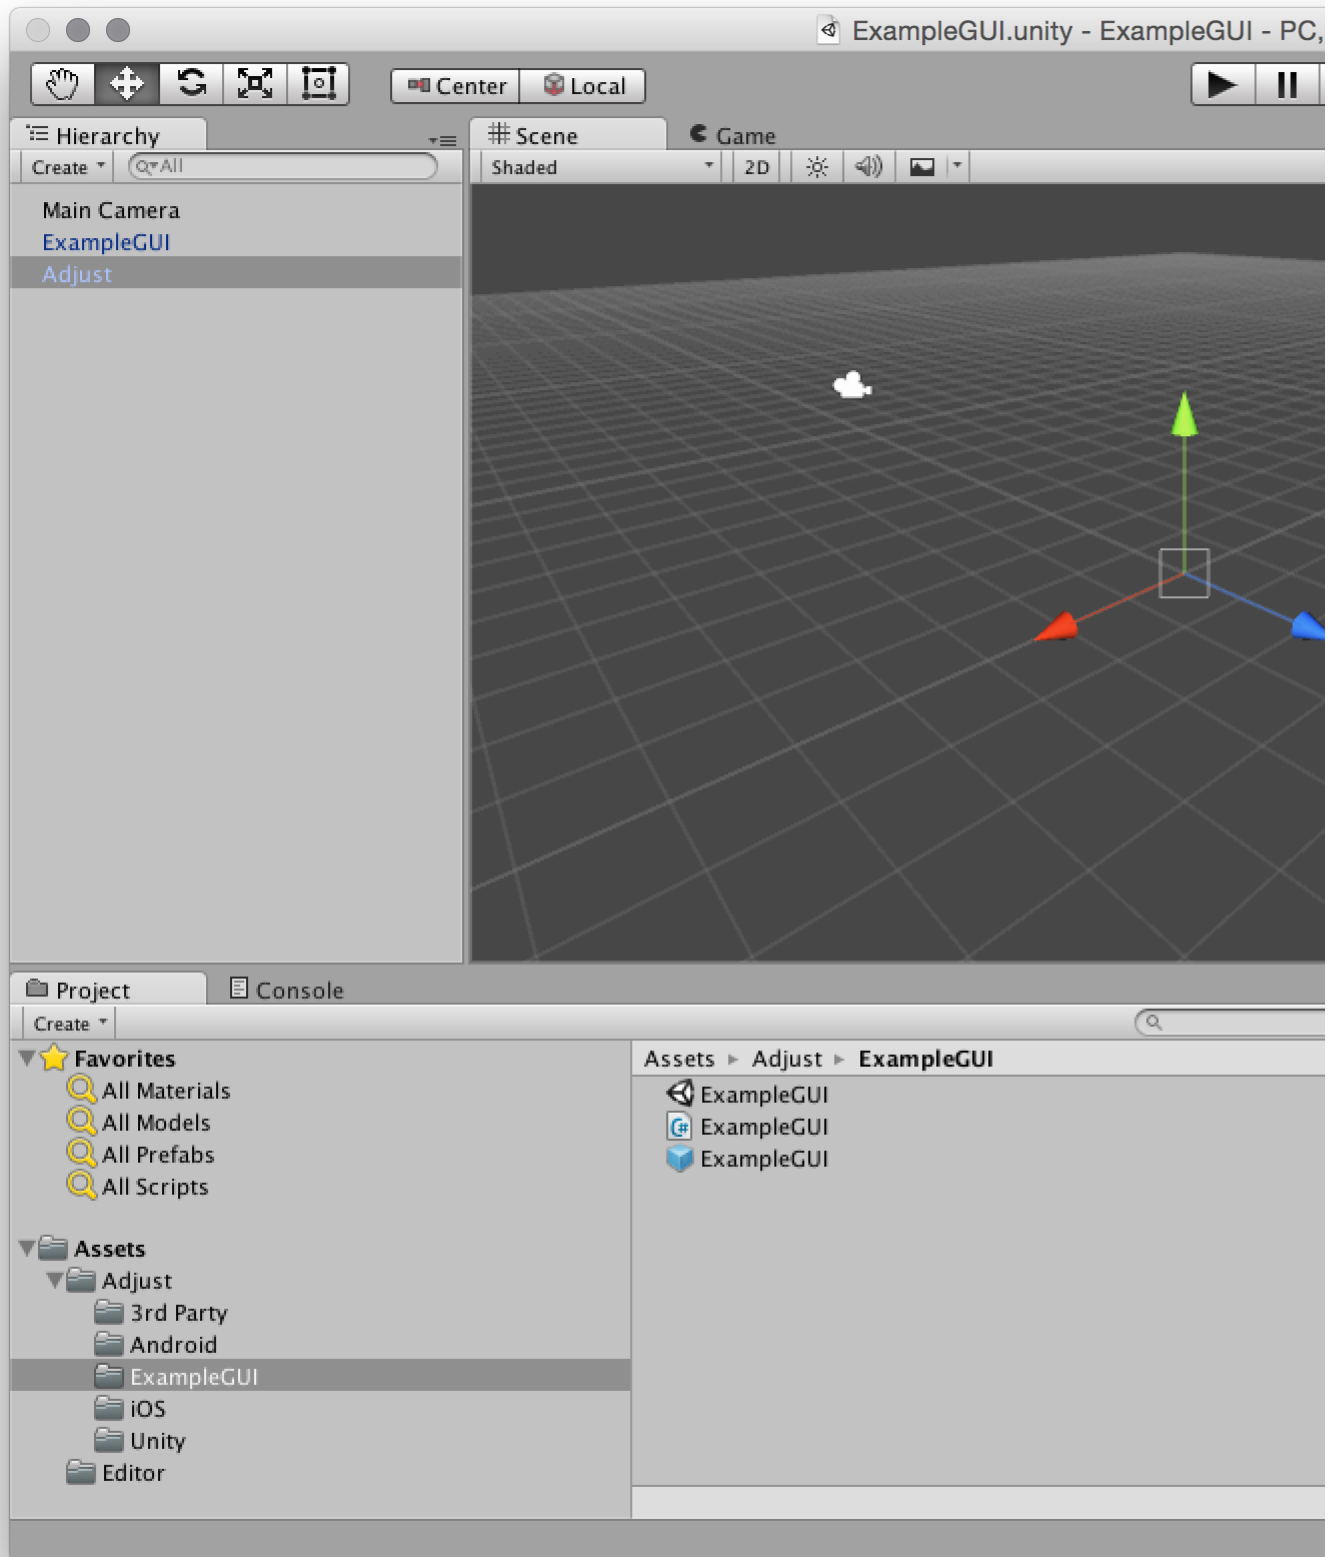 ExampleGUI.unity - ExampleGUI - PC,
Center
Local
Hierarchy
Create
All
Main Camera
ExampleGUI
Adjust
Scene
Game
Shaded
2D
Project
Console
Create
Favorites
All Materials
All Models
All Prefabs
All Scripts
Assets
Adjust
3rd Party
Android
ExampleGUI
iOS
Unity
Editor
Assets Adjust ExampleGUI
ExampleGUI
C# ExampleGUI
ExampleGUI